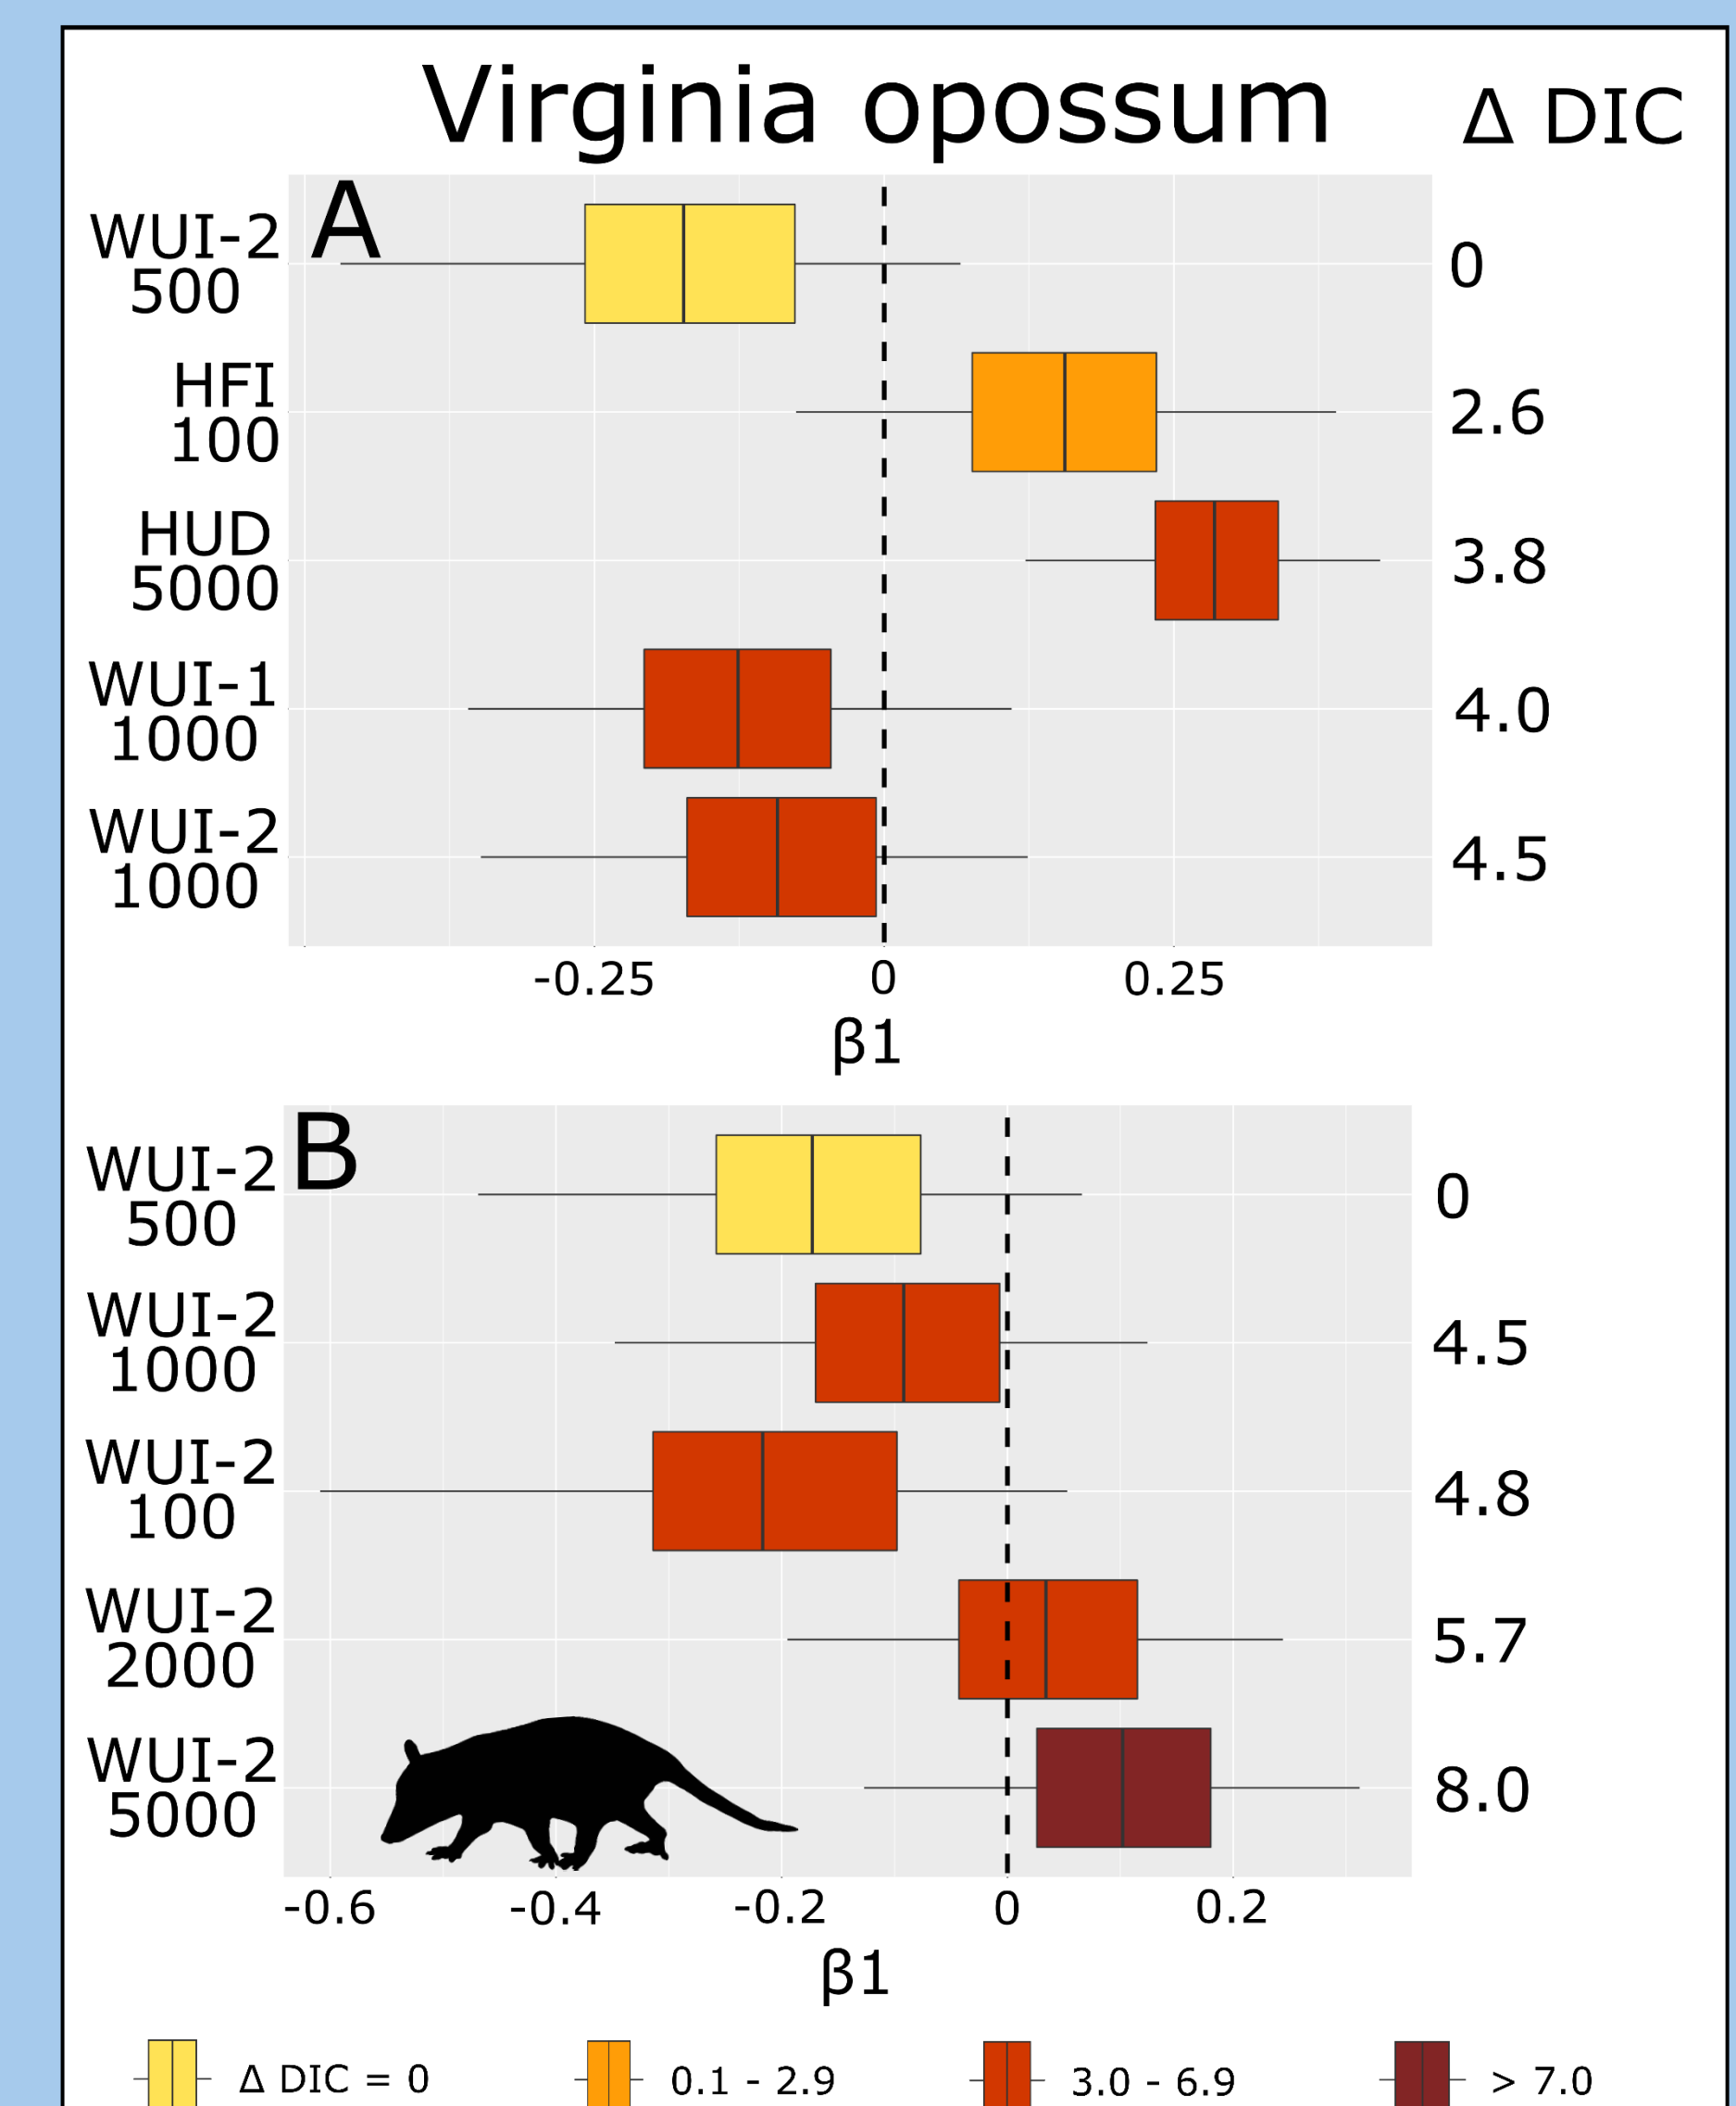 Virginia opossum Δ DIC
A
WUI-2
500
0
HFI
100
2.6
HUD
5000
3.8
WUI-1
1000
4.0
WUI-2
1000
4.5
-0.25 0 0.25
β1
B
WUI-2
500
0
WUI-2
1000
4.5
WUI-2
100
4.8
WUI-2
2000
5.7
WUI-2
5000
8.0
-0.6 -0.4 -0.2 0 0.2
β1
Δ DIC = 0 0.1 - 2.9 3.0 - 6.9 > 7.0